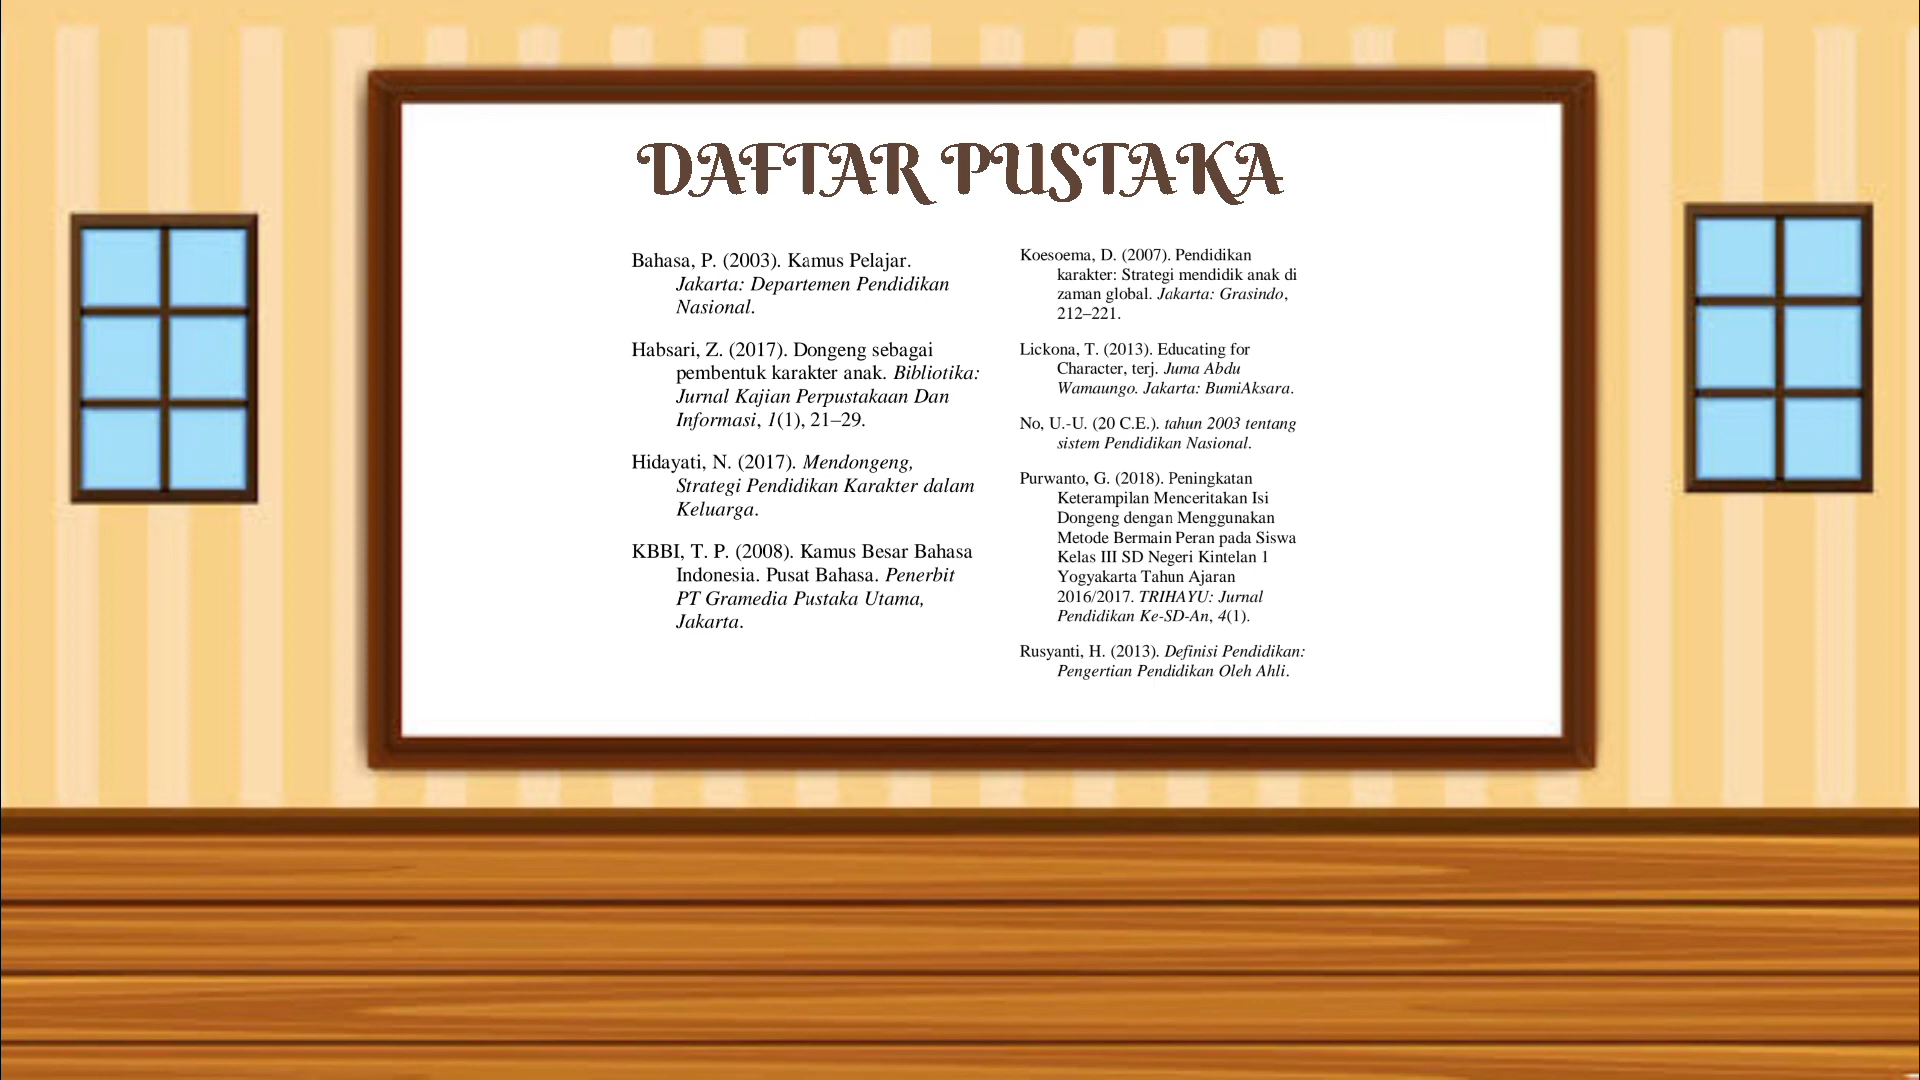 DAFTAR PUSTAKA
Bahasa, P. (2003). Kamus Pelajar.
Jakarta: Departemen Pendidikan
Nasional.
Habsari, Z. (2017). Dongeng sebagai
pembentuk karakter anak. Bibliotika:
Jurnal Kajian Perpustakaan Dan
Informasi, 1(1), 21–29.
Hidayati, N. (2017). Mendongeng,
Strategi Pendidikan Karakter dalam
Keluarga.
KBBI, T. P. (2008). Kamus Besar Bahasa
Indonesia. Pusat Bahasa. Penerbit
PT Gramedia Pustaka Utama,
Jakarta.
Koesoema, D. (2007). Pendidikan
karakter: Strategi mendidik anak di
zaman global. Jakarta: Grasindo,
212–221.
Lickona, T. (2013). Educating for
Character, terj. Juma Abdu
Wamaungo. Jakarta: BumiAksara.
No, U.-U. (20 C.E.). tahun 2003 tentang
sistem Pendidikan Nasional.
Purwanto, G. (2018). Peningkatan
Keterampilan Menceritakan Isi
Dongeng dengan Menggunakan
Metode Bermain Peran pada Siswa
Kelas III SD Negeri Kintelan 1
Yogyakarta Tahun Ajaran
2016/2017. TRIHAYU: Jurnal
Pendidikan Ke-SD-An, 4(1).
Rusyanti, H. (2013). Definisi Pendidikan:
Pengertian Pendidikan Oleh Ahli.